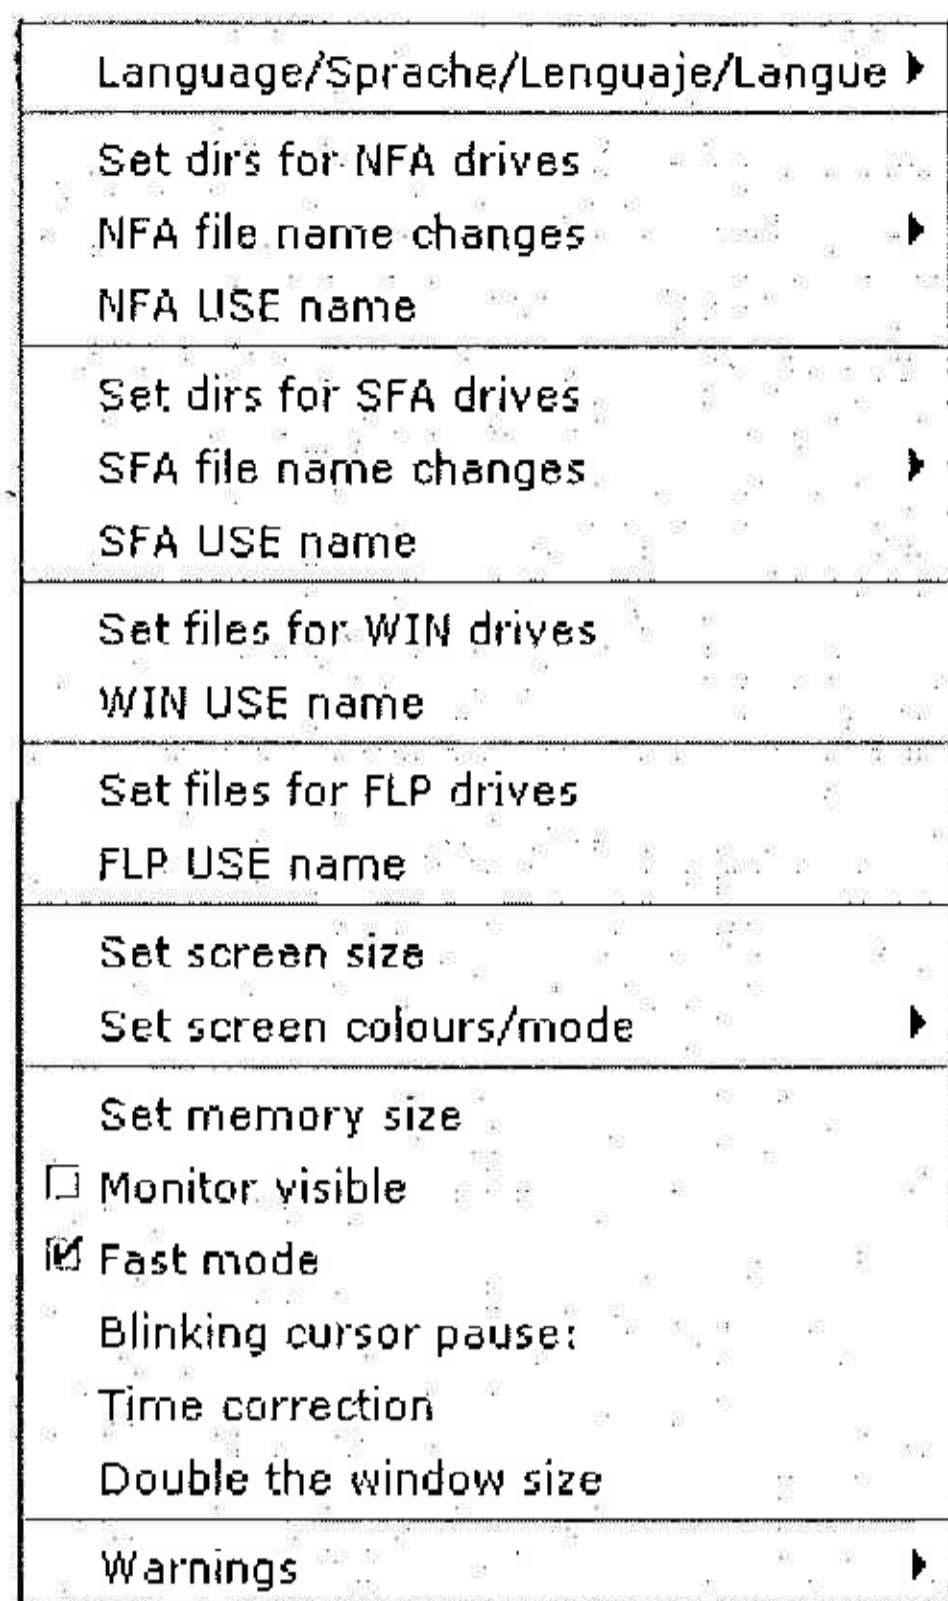 Language/Sprache/Lenguaje/Langue
Set dirs for NFA drives
NFA file name changes
NFA USE name
Set dirs for SFA drives
SFA file name changes
SFA USE name
Set files for WIN drives
WIN USE name
Set files for FLP drives
FLP USE name
Set screen size
Set screen colours/mode
Set memory size
Monitor visible
Fast mode
Blinking cursor pause:
Time correction
Double the window size
Warnings